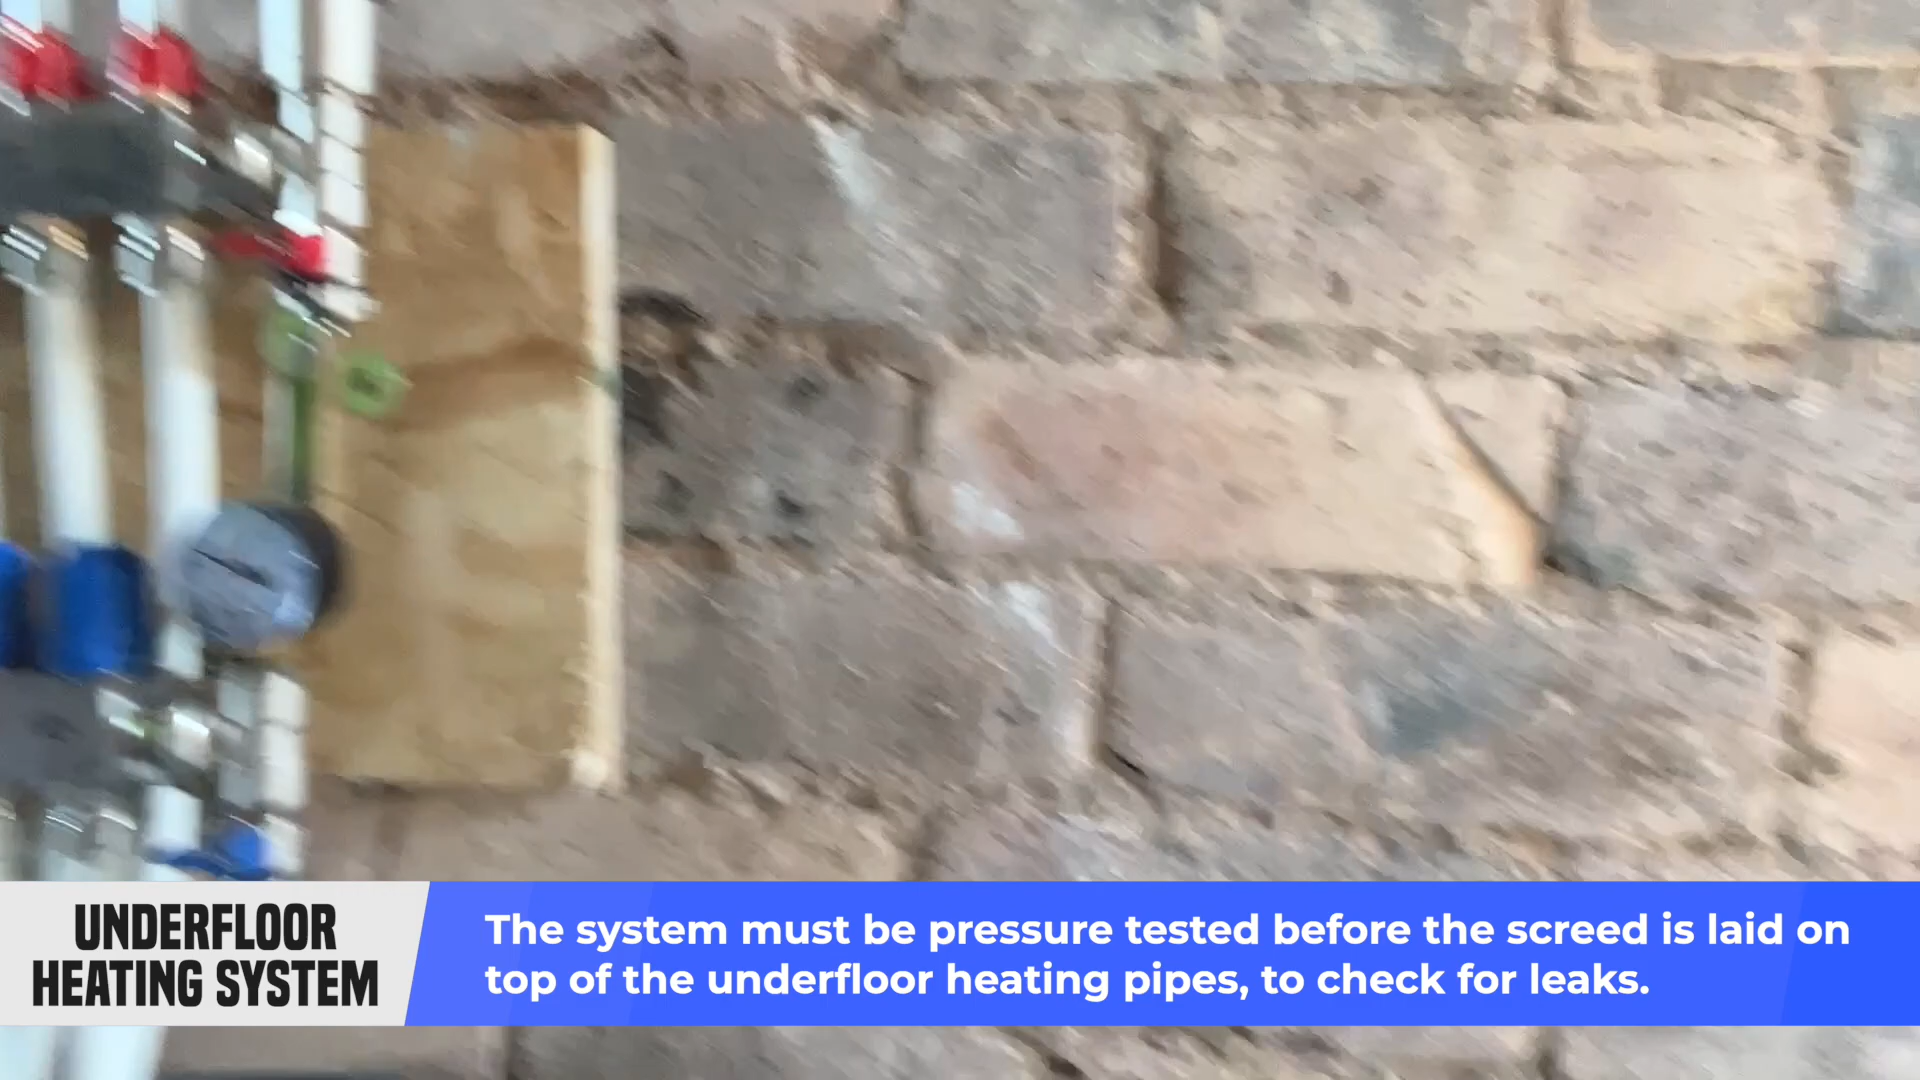 UNDERFLOOR
HEATING SYSTEM
The system must be pressure tested before the screed is laid on
top of the underfloor heating pipes, to check for leaks.